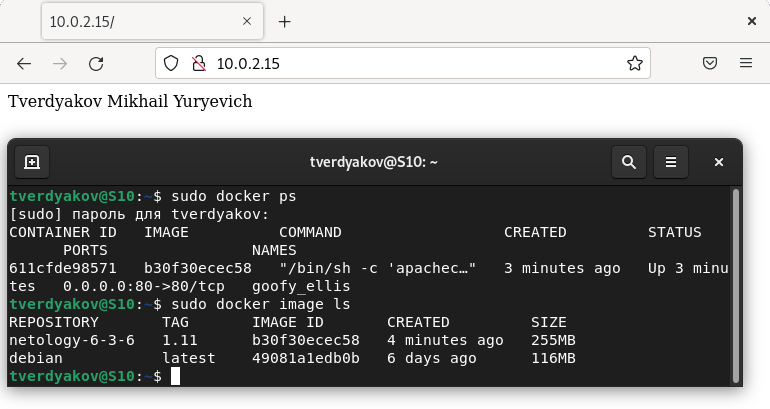 10.0.2.15/
10.0.2.15
Tverdyakov Mikhail Yuryevich
tverdyakov@S10: ~
tverdyakov@S10:~$ sudo docker ps
[sudo] пароль для tverdyakov:
CONTAINER ID   IMAGE          COMMAND                  CREATED         STATUS
      PORTS                NAMES
611cfde98571   b30f30ecec58   "/bin/sh -c 'apachec…"   3 minutes ago   Up 3 minu
tes   0.0.0.0:80->80/tcp   goofy_ellis
tverdyakov@S10:~$ sudo docker image ls
REPOSITORY       TAG       IMAGE ID       CREATED         SIZE
netology-6-3-6   1.11      b30f30ecec58   4 minutes ago   255MB
debian           latest    49081a1edb0b   6 days ago      116MB
tverdyakov@S10:~$